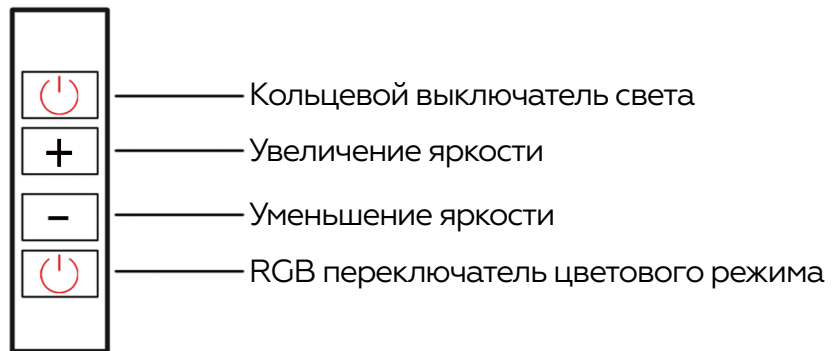 Кольцевой выключатель света
+ Увеличение яркости
- Уменьшение яркости
RGB переключатель цветового режима